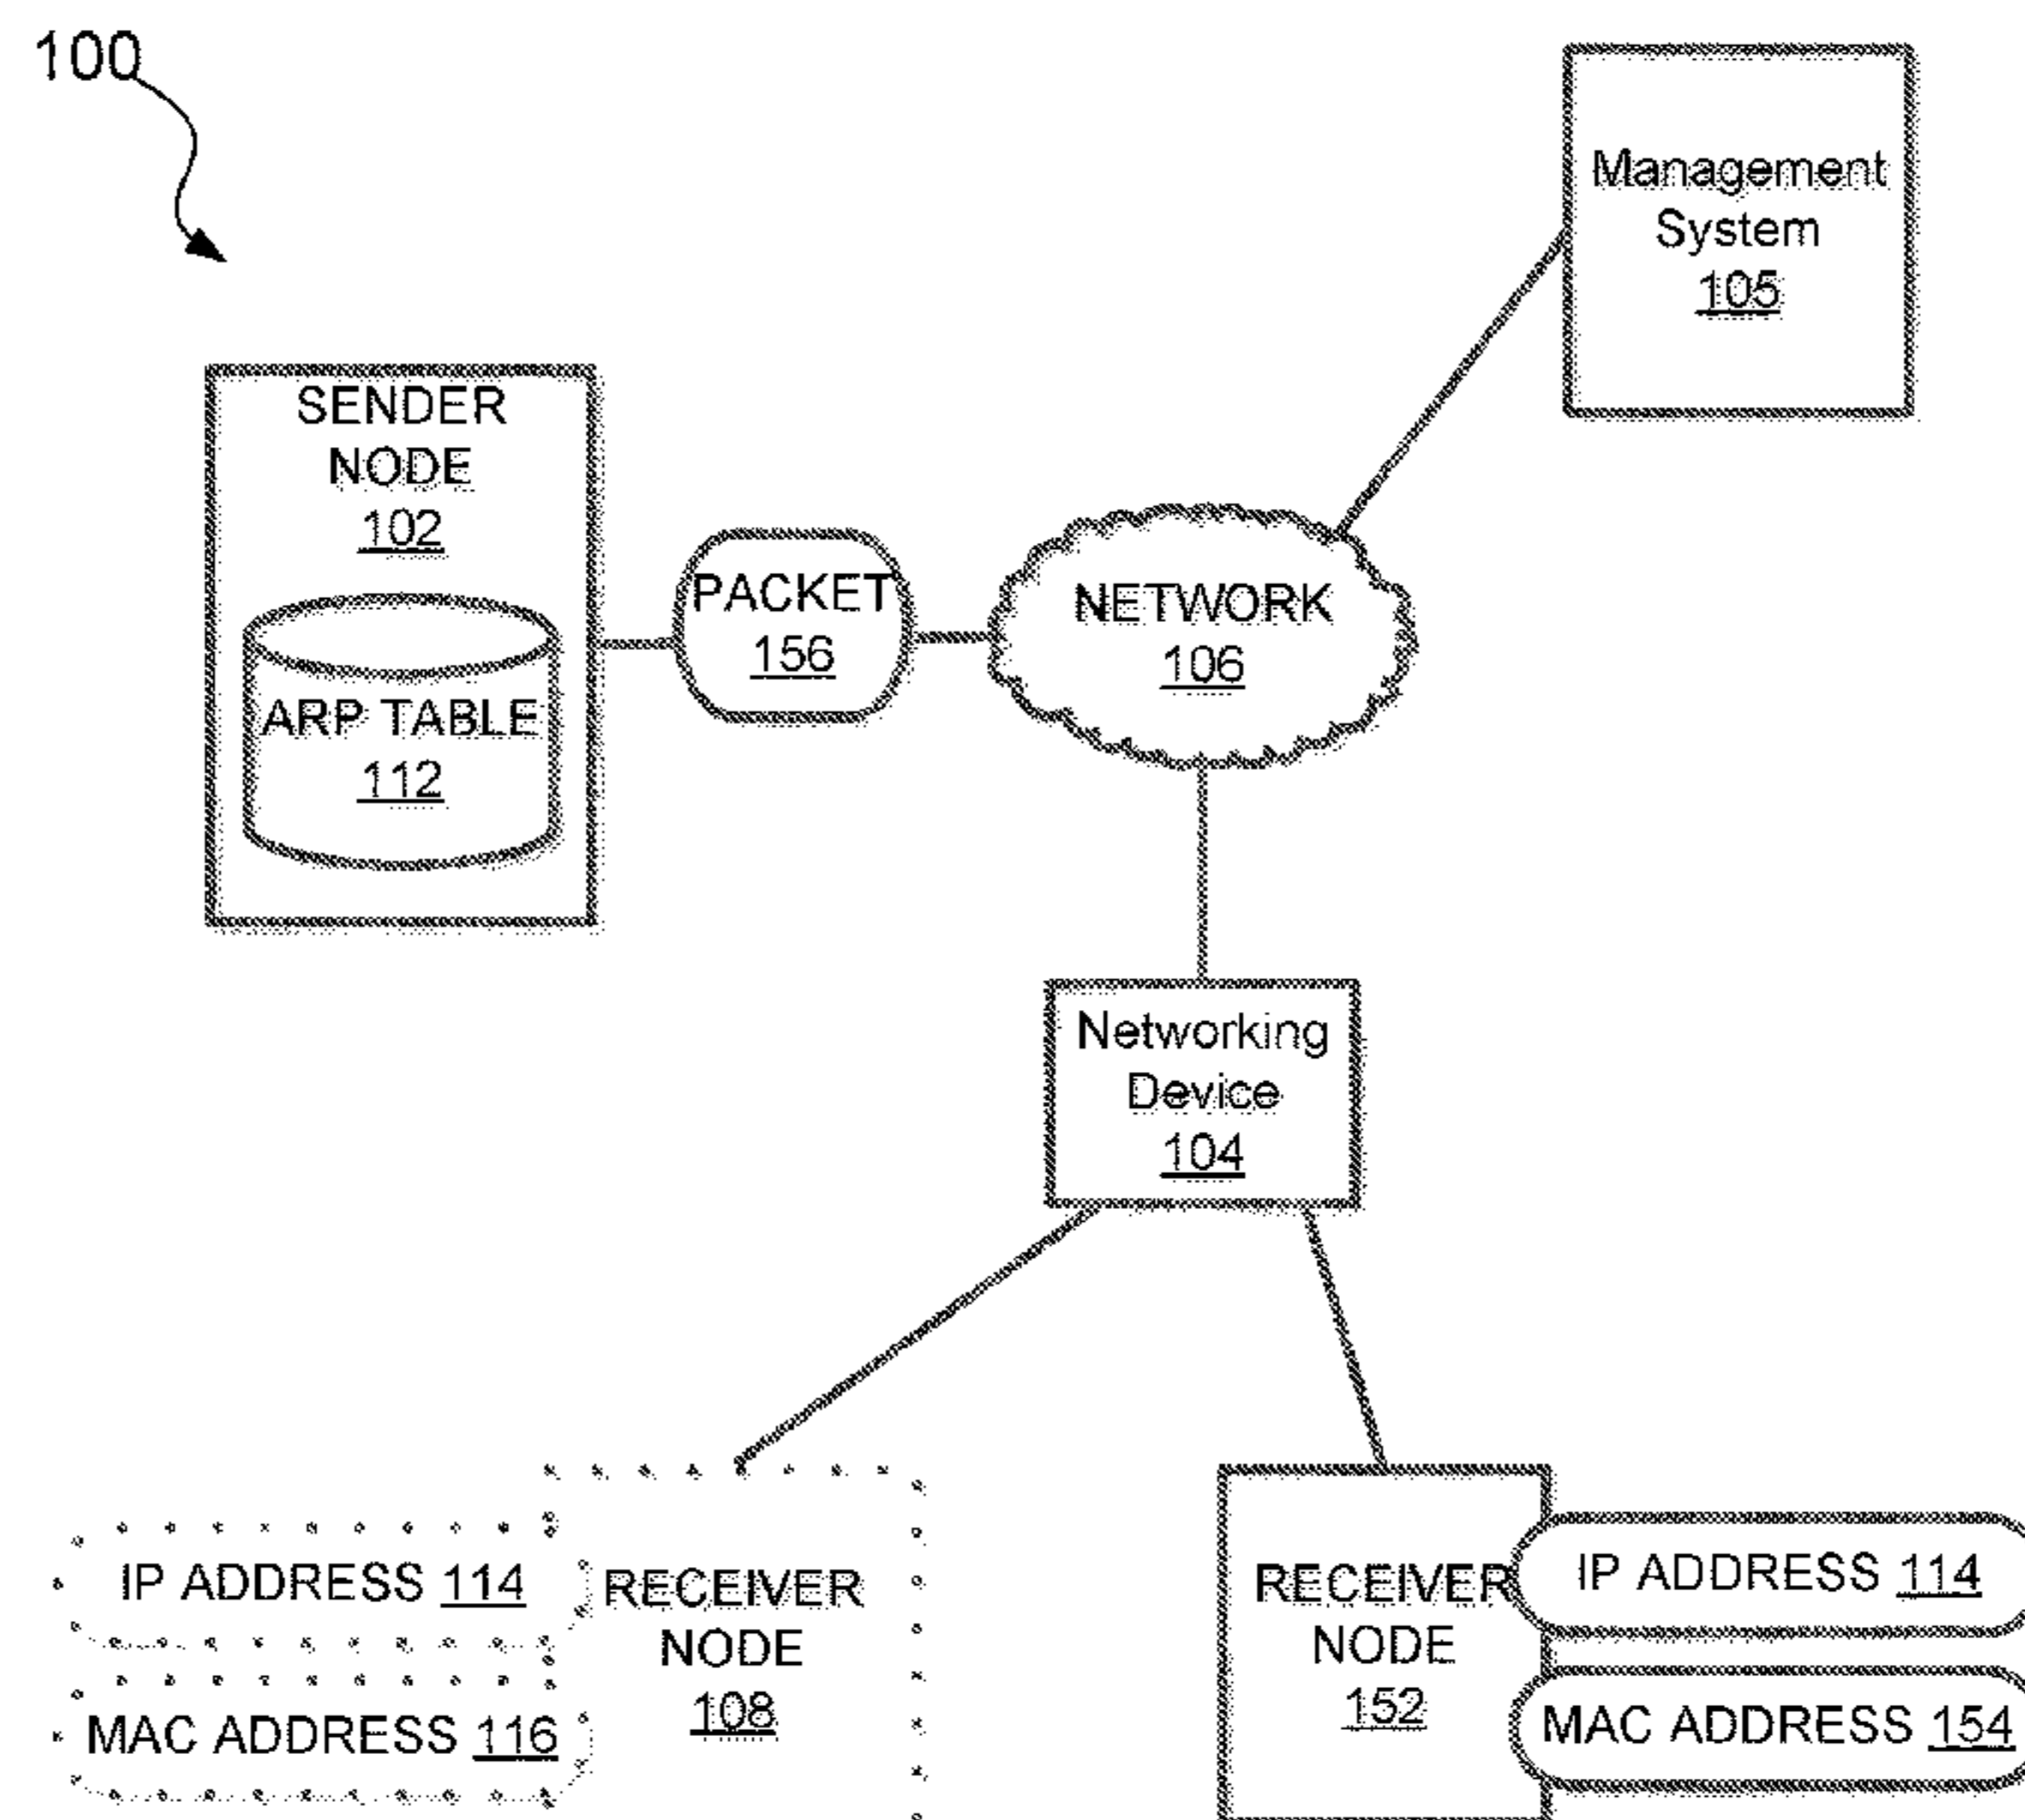 100
Management
System
105
SENDER
NODE
102
ARP TABLE
112
PACKET
156
NETWORK
106
Networking
Device
104
IP ADDRESS 114
MAC ADDRESS 116
RECEIVER
NODE
108
RECEIVER
NODE
152
IP ADDRESS 114
MAC ADDRESS 154